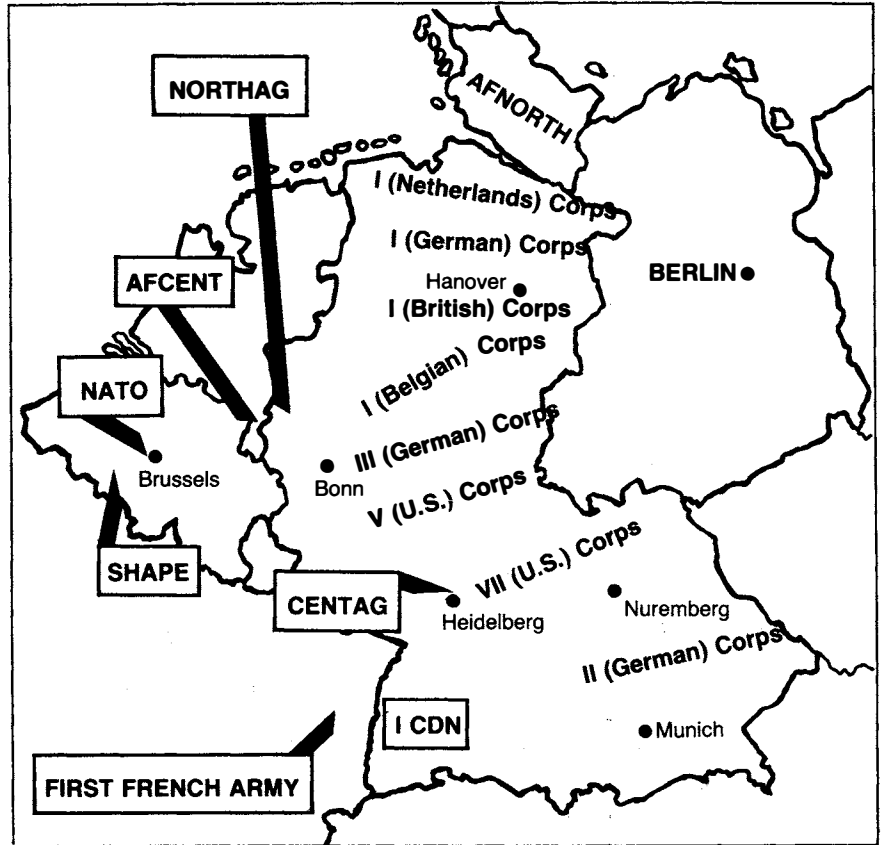 NORTHAG
AFNORTH
I (Netherlands) Corps
I (German) Corps
AFCENT
Hanover
BERLIN
I (British) Corps
I (Belgian) Corps
NATO
III (German) Corps
Brussels
Bonn
V (U.S.) Corps
SHAPE
VII (U.S.) Corps
CENTAG
Heidelberg
Nuremberg
II (German) Corps
I CDN
Munich
FIRST FRENCH ARMY